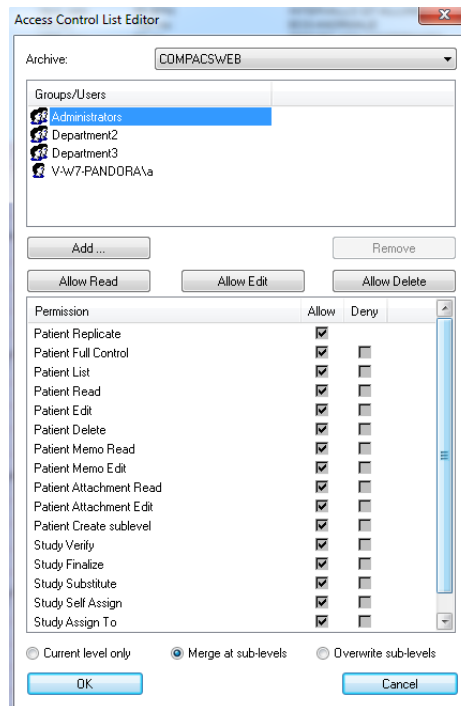 Access Control List Editor
Archive: COMPACSWEB
Groups/Users
Administrators
Department2
Department3
V-W7-PANDORA\a
Add ... Remove
Allow Read Allow Edit Allow Delete
Permission Allow Deny
Patient Replicate
Patient Full Control
Patient List
Patient Read
Patient Edit
Patient Delete
Patient Memo Read
Patient Memo Edit
Patient Attachment Read
Patient Attachment Edit
Patient Create sublevel
Study Verify
Study Finalize
Study Substitute
Study Self Assign
Study Assign To
Current level only Merge at sub-levels Overwrite sub-levels
OK Cancel